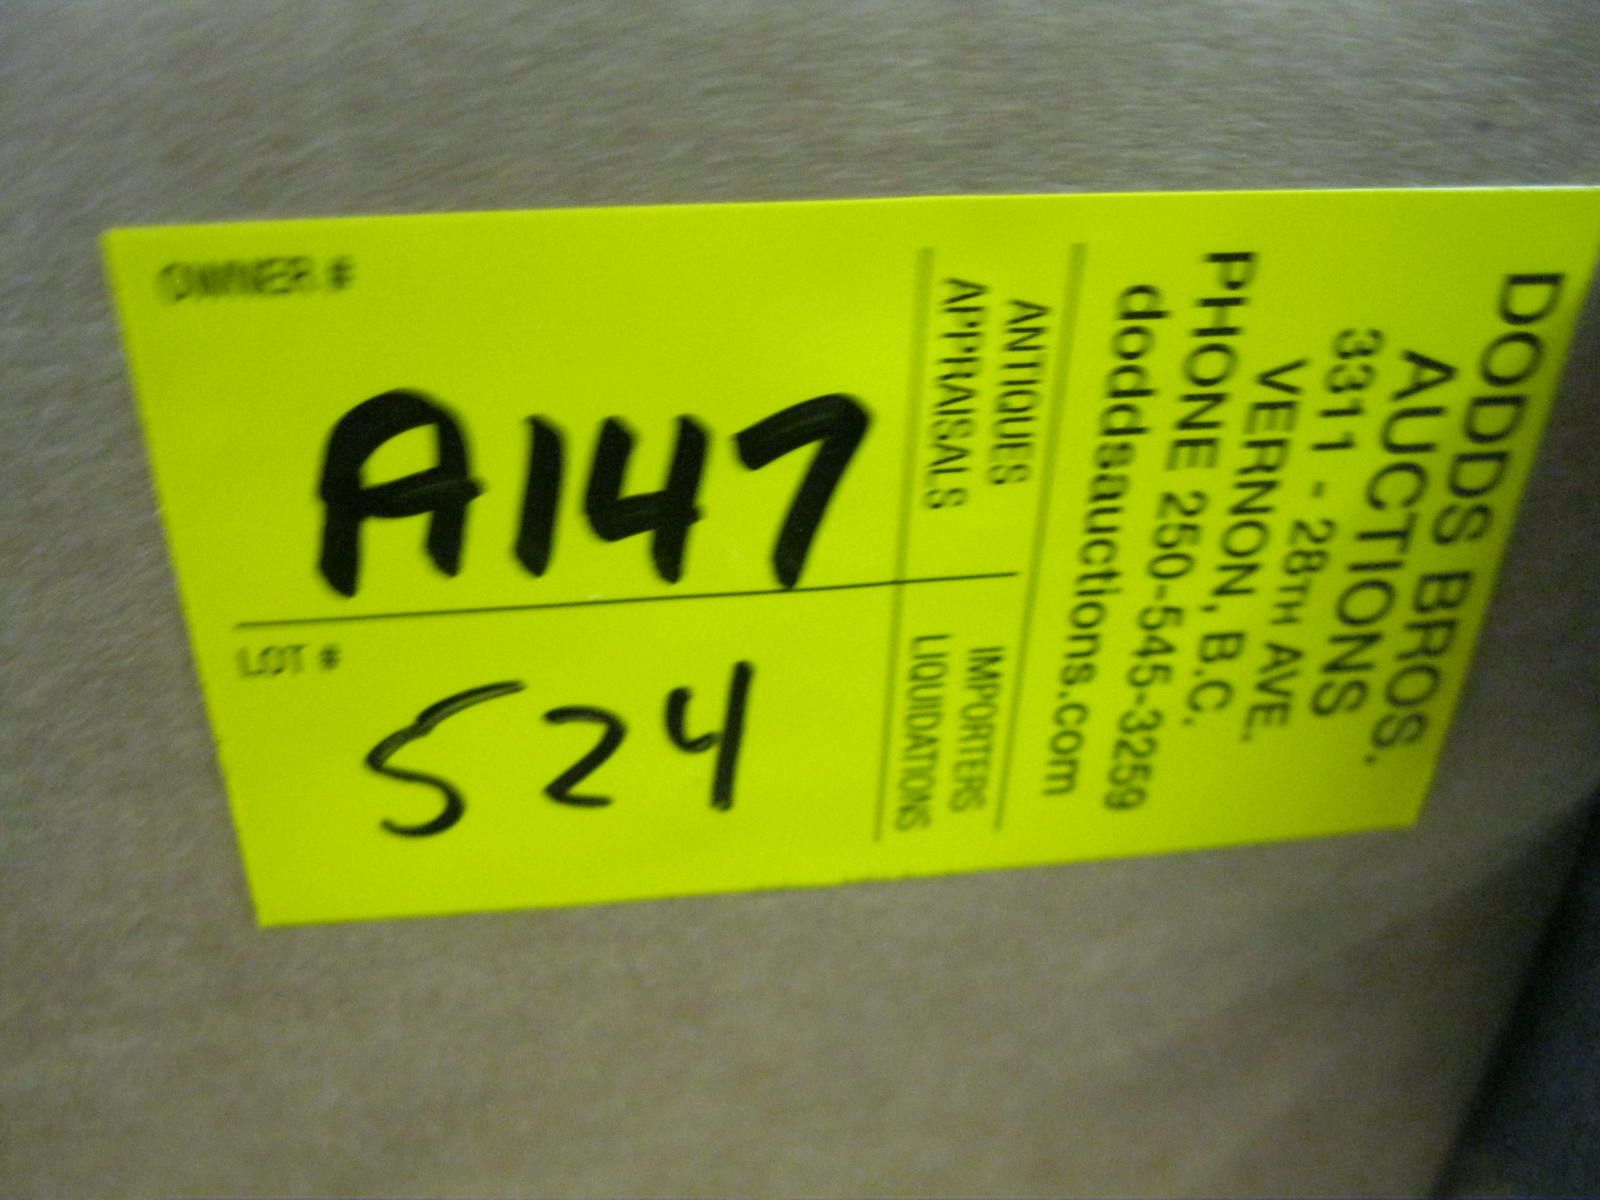 OWNER #
A147
LOT #
524
DODDS BROS.
AUCTIONS
3311 - 28TH AVE.
VERNON, B.C.
PHONE 250-545-3259
doddsauctions.com
ANTIQUES
APPRAISALS
IMPORTERS
LIQUIDATIONS